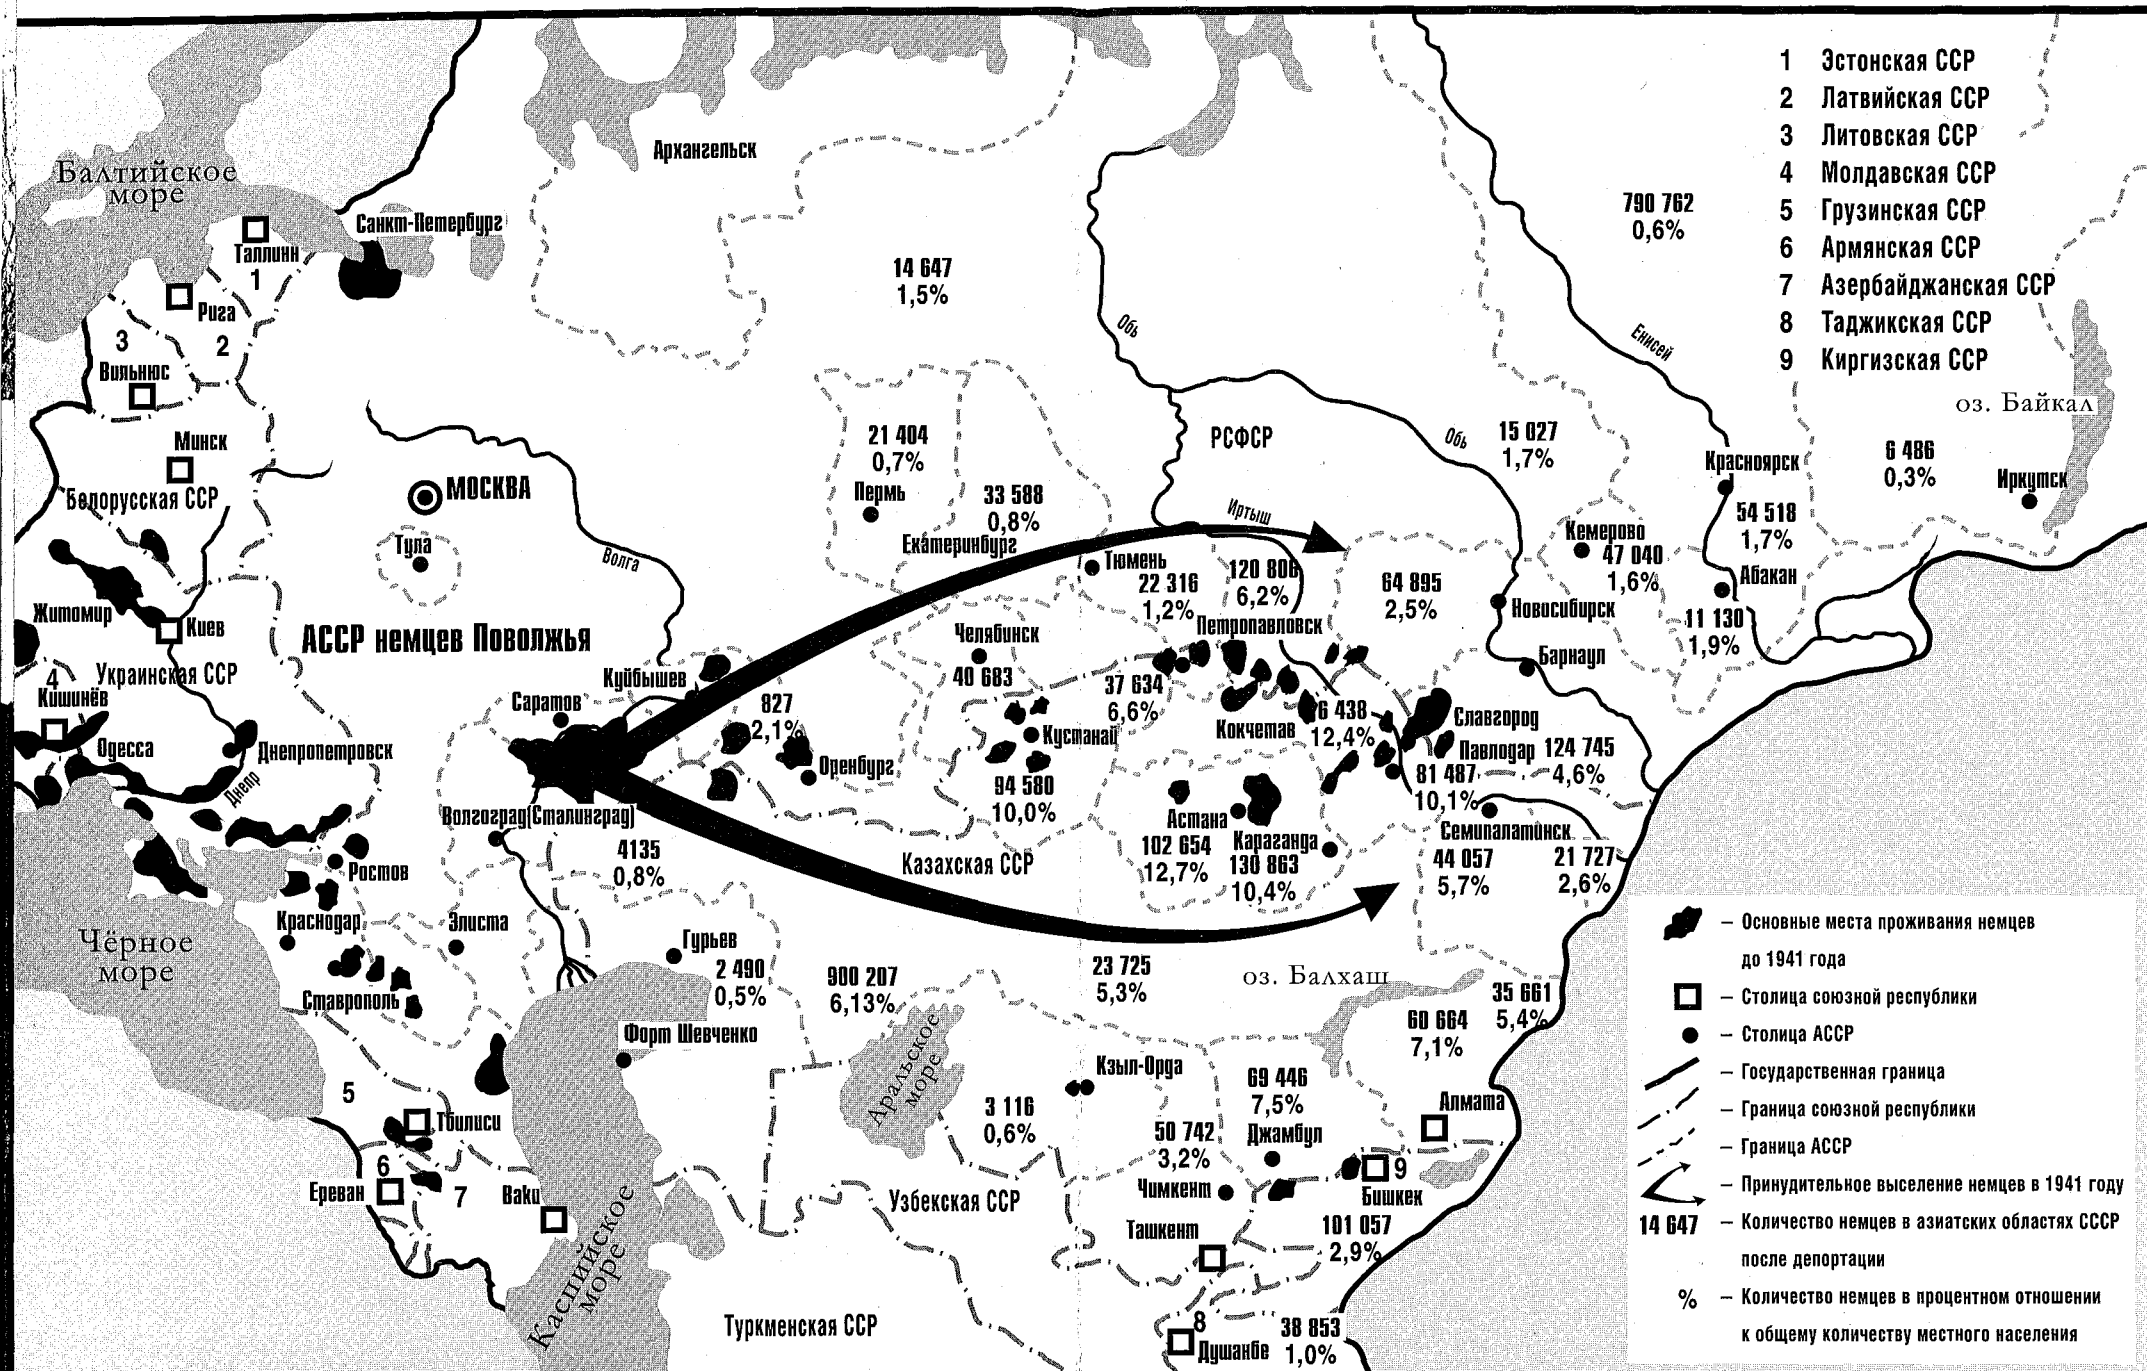 1 Эстонская ССР
2 Латвийская ССР
3 Литовская ССР
4 Молдавская ССР
5 Грузинская ССР
6 Армянская ССР
7 Азербайджанская ССР
8 Таджикская ССР
9 Киргизская ССР
Архангельск
Балтийское
море
790 762
0,6%
Санкт-Петербург
Таллинн
1
14 647
1,5%
Рига
Обь
Енисей
3
2
Вильнюс
оз. Байкал
Минск
21 404
0,7%
РСФСР
Обь
15 027
1,7%
Красноярск
6 486
0,3%
Иркутск
МОСКВА
Белорусская ССР
Пермь
33 588
0,8%
Иртыш
54 518
1,7%
Тула
Волга
Екатеринбург
Тюмень
22 316
1,2%
120 806
6,2%
64 895
2,5%
Кемерово
47 040
1,6%
Абакан
Новосибирск
11 130
1,9%
Житомир
Киев
АССР немцев Поволжья
Челябинск
40 683
Петропавловск
Барнаул
4
Украинская ССР
Кишинёв
Куйбышев
Саратов
827
2,1%
37 634
6,6%
Кустанай
Кокчетав
76 438
12,4%
Славгород
Павлодар
124 745
4,6%
Одесса
Днепропетровск
Днепр
Оренбург
94 580
10,0%
81 487
10,1%
Волгоград(Сталинград)
Астана
102 654
12,7%
Караганда
130 863
10,4%
Семипалатинск
44 057
5,7%
21 727
2,6%
4135
0,8%
Казахская ССР
Ростов
Краснодар
Элиста
Чёрное
море
Ставрополь
Гурьев
2 490
0,5%
900 207
6,13%
23 725
5,3%
оз. Балхаш
35 661
5,4%
60 664
7,1%
Форт Шевченко
Аральское
море
Кзыл-Орда
69 446
7,5%
Джамбул
Алмата
5
Тбилиси
3 116
0,6%
50 742
3,2%
Чимкент
6
Ереван
7
Baku
Узбекская ССР
9
Бишкек
101 057
2,9%
Ташкент
Каспийское
море
Туркменская ССР
8
Душанбе
38 853
1,0%
– Основные места проживания немцев
до 1941 года
– Столица союзной республики
– Столица АССР
– Государственная граница
– Граница союзной республики
– Граница АССР
– Принудительное выселение немцев в 1941 году
14 647 – Количество немцев в азиатских областях СССР
после депортации
% – Количество немцев в процентном отношении
к общему количеству местного населения